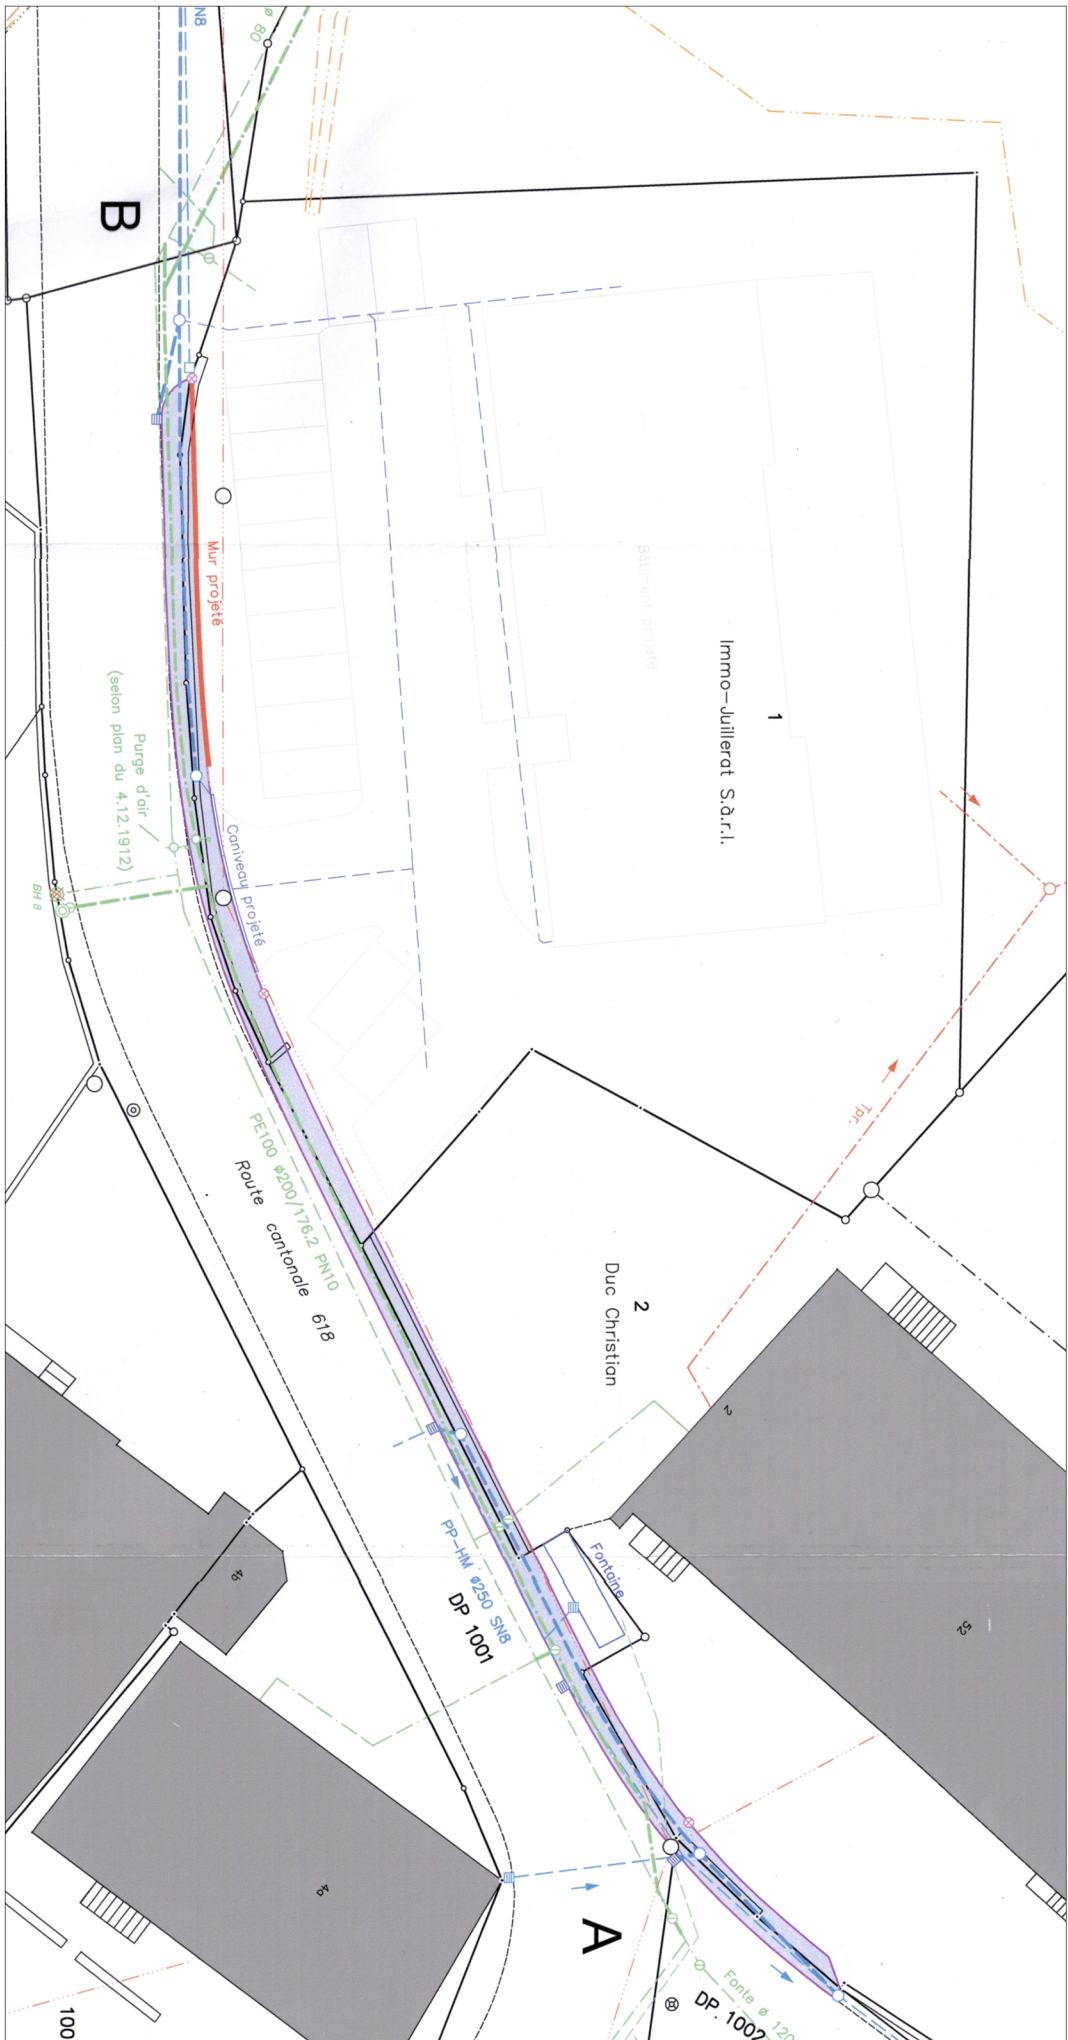 N8
ø 80
B
Mur projeté
Bâtiment projeté
1
Immo-Juillerat S.à.r.l.
Purge d'air
(selon plan du 4.12.1912)
Caniveau projeté
BH 8
Tpr.
PE100 ø200/176.2 PN10
Route cantonale 618
2
Duc Christian
2
Fontaine
PP-HM ø250 SN8
DP 1001
4b
52
4a
A
Fonte ø 120
DP. 1002
100